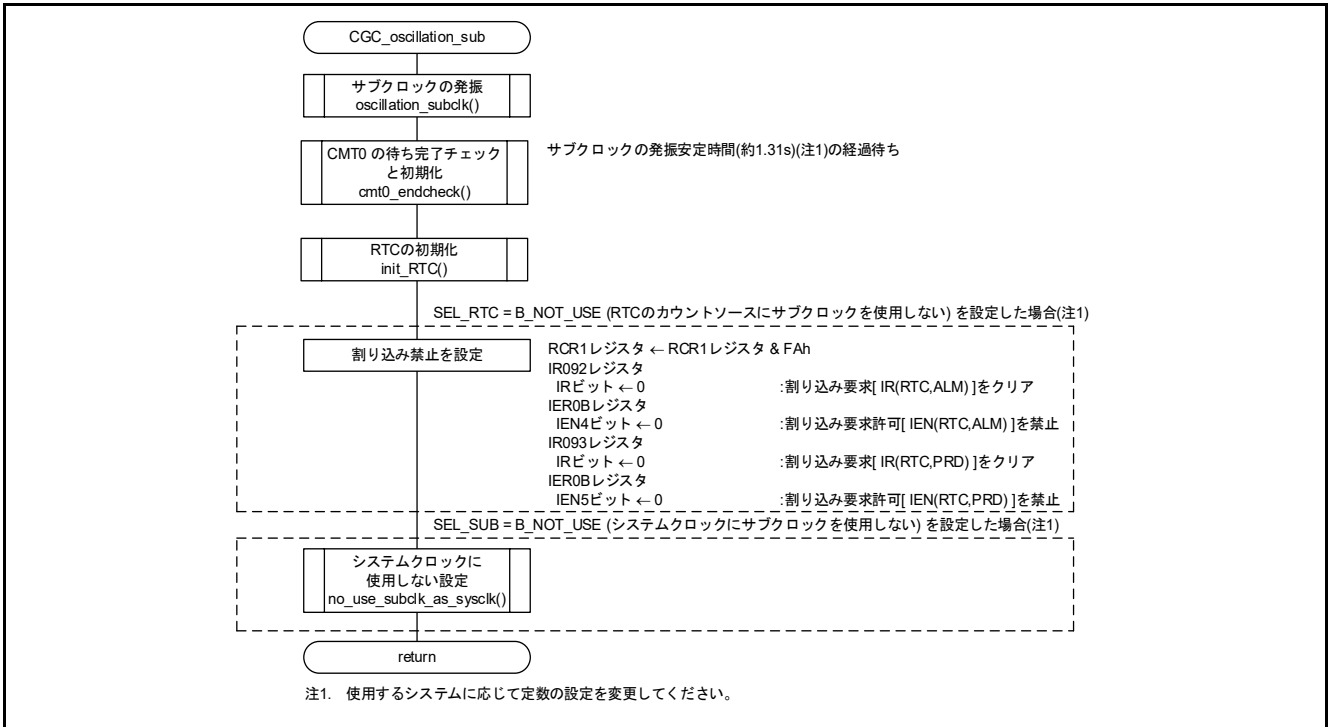 CGC_oscillation_sub
サブクロックの発振
oscillation_subclk()
CMT0 の待ち完了チェック
と初期化
cmt0_endcheck()
サブクロックの発振安定時間(約1.31s)(注1)の経過待ち
RTCの初期化
init_RTC()
SEL_RTC = B_NOT_USE (RTCのカウントソースにサブクロックを使用しない) を設定した場合(注1)
割り込み禁止を設定
RCR1レジスタ ← RCR1レジスタ & FAh
IR092レジスタ
IRビット ← 0 :割り込み要求[ IR(RTC,ALM) ]をクリア
IER0Bレジスタ
IEN4ビット ← 0 :割り込み要求許可[ IEN(RTC,ALM) ]を禁止
IR093レジスタ
IRビット ← 0 :割り込み要求[ IR(RTC,PRD) ]をクリア
IER0Bレジスタ
IEN5ビット ← 0 :割り込み要求許可[ IEN(RTC,PRD) ]を禁止
SEL_SUB = B_NOT_USE (システムクロックにサブクロックを使用しない) を設定した場合(注1)
システムクロックに
使用しない設定
no_use_subclk_as_sysclk()
return
注1. 使用するシステムに応じて定数の設定を変更してください。